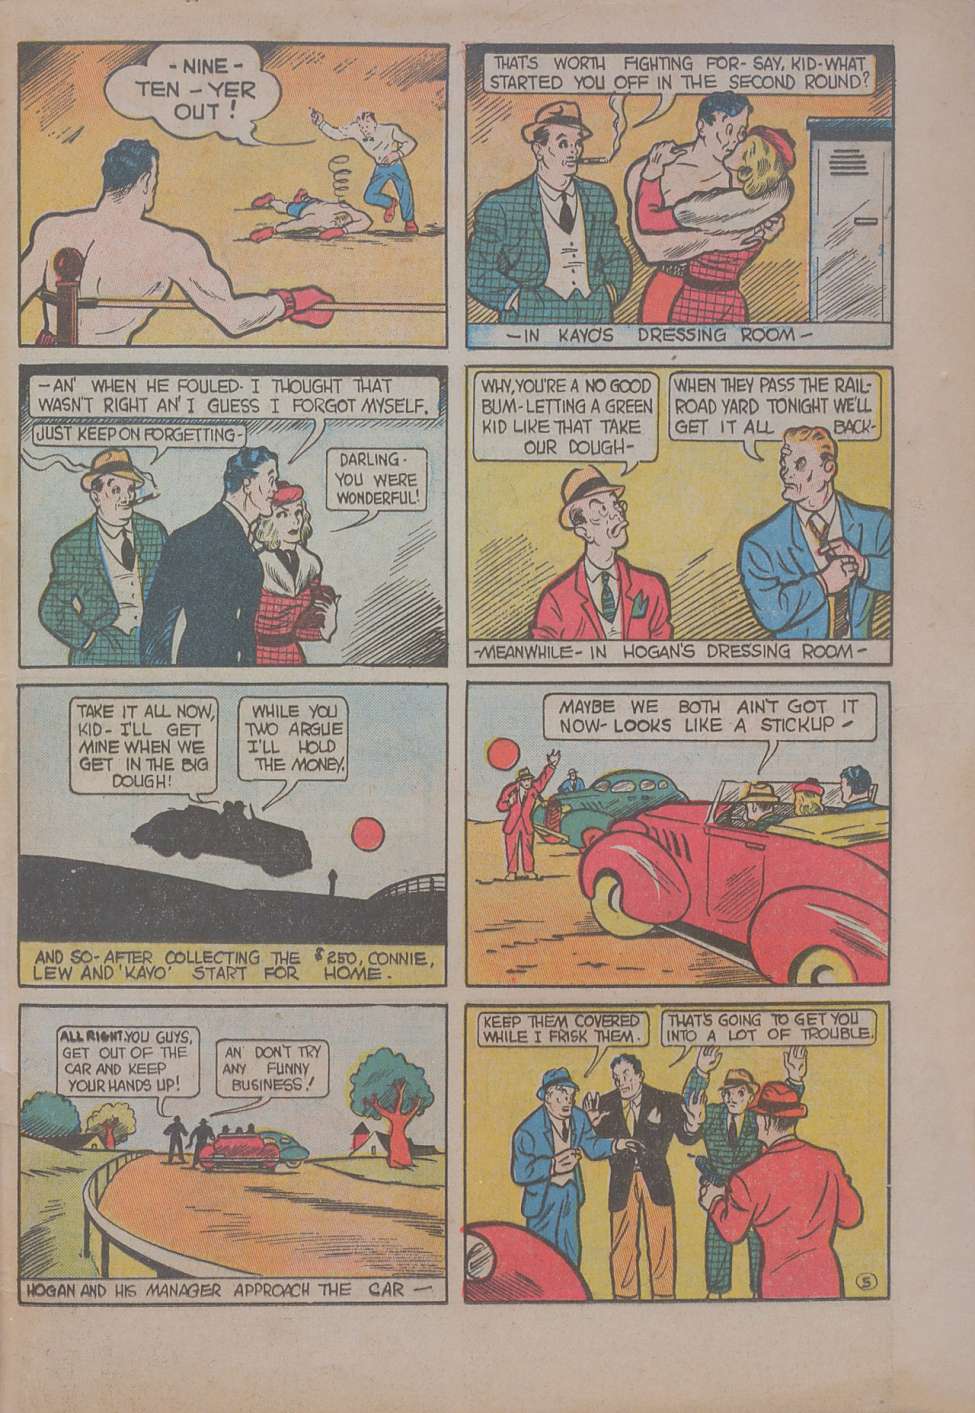 - NINE -
TEN - YER
OUT!
THAT'S WORTH FIGHTING FOR- SAY, KID-WHAT
STARTED YOU OFF IN THE SECOND ROUND?
-IN KAYO'S DRESSING ROOM-
-AN' WHEN HE FOULED- I THOUGHT THAT
WASN'T RIGHT AN' I GUESS I FORGOT MYSELF.
JUST KEEP ON FORGETTING-
DARLING-
YOU WERE
WONDERFUL!
WHY, YOU'RE A NO GOOD
BUM-LETTING A GREEN
KID LIKE THAT TAKE
OUR DOUGH-
WHEN THEY PASS THE RAIL-
ROAD YARD TONIGHT WE'LL
GET IT ALL BACK-
-MEANWHILE- IN HOGAN'S DRESSING ROOM-
TAKE IT ALL NOW,
KID- I'LL GET
MINE WHEN WE
GET IN THE BIG
DOUGH!
WHILE YOU
TWO ARGUE
I'LL HOLD
THE MONEY.
AND SO- AFTER COLLECTING THE $250, CONNIE,
LEW AND 'KAYO' START FOR HOME.
MAYBE WE BOTH AIN'T GOT IT
NOW- LOOKS LIKE A STICKUP-
ALL RIGHT, YOU GUYS,
GET OUT OF THE
CAR AND KEEP
YOUR HANDS UP!
AN' DON'T TRY
ANY FUNNY
BUSINESS!
HOGAN AND HIS MANAGER APPROACH THE CAR-
KEEP THEM COVERED
WHILE I FRISK THEM.
THAT'S GOING TO GET YOU
INTO A LOT OF TROUBLE.
5